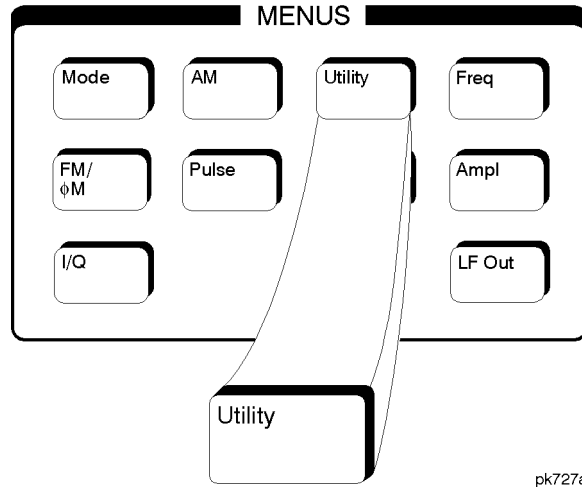 MENUS
Mode
AM
Utility
Freq
FM/
ϕM
Pulse
Ampl
I/Q
LF Out
Utility
pk727a